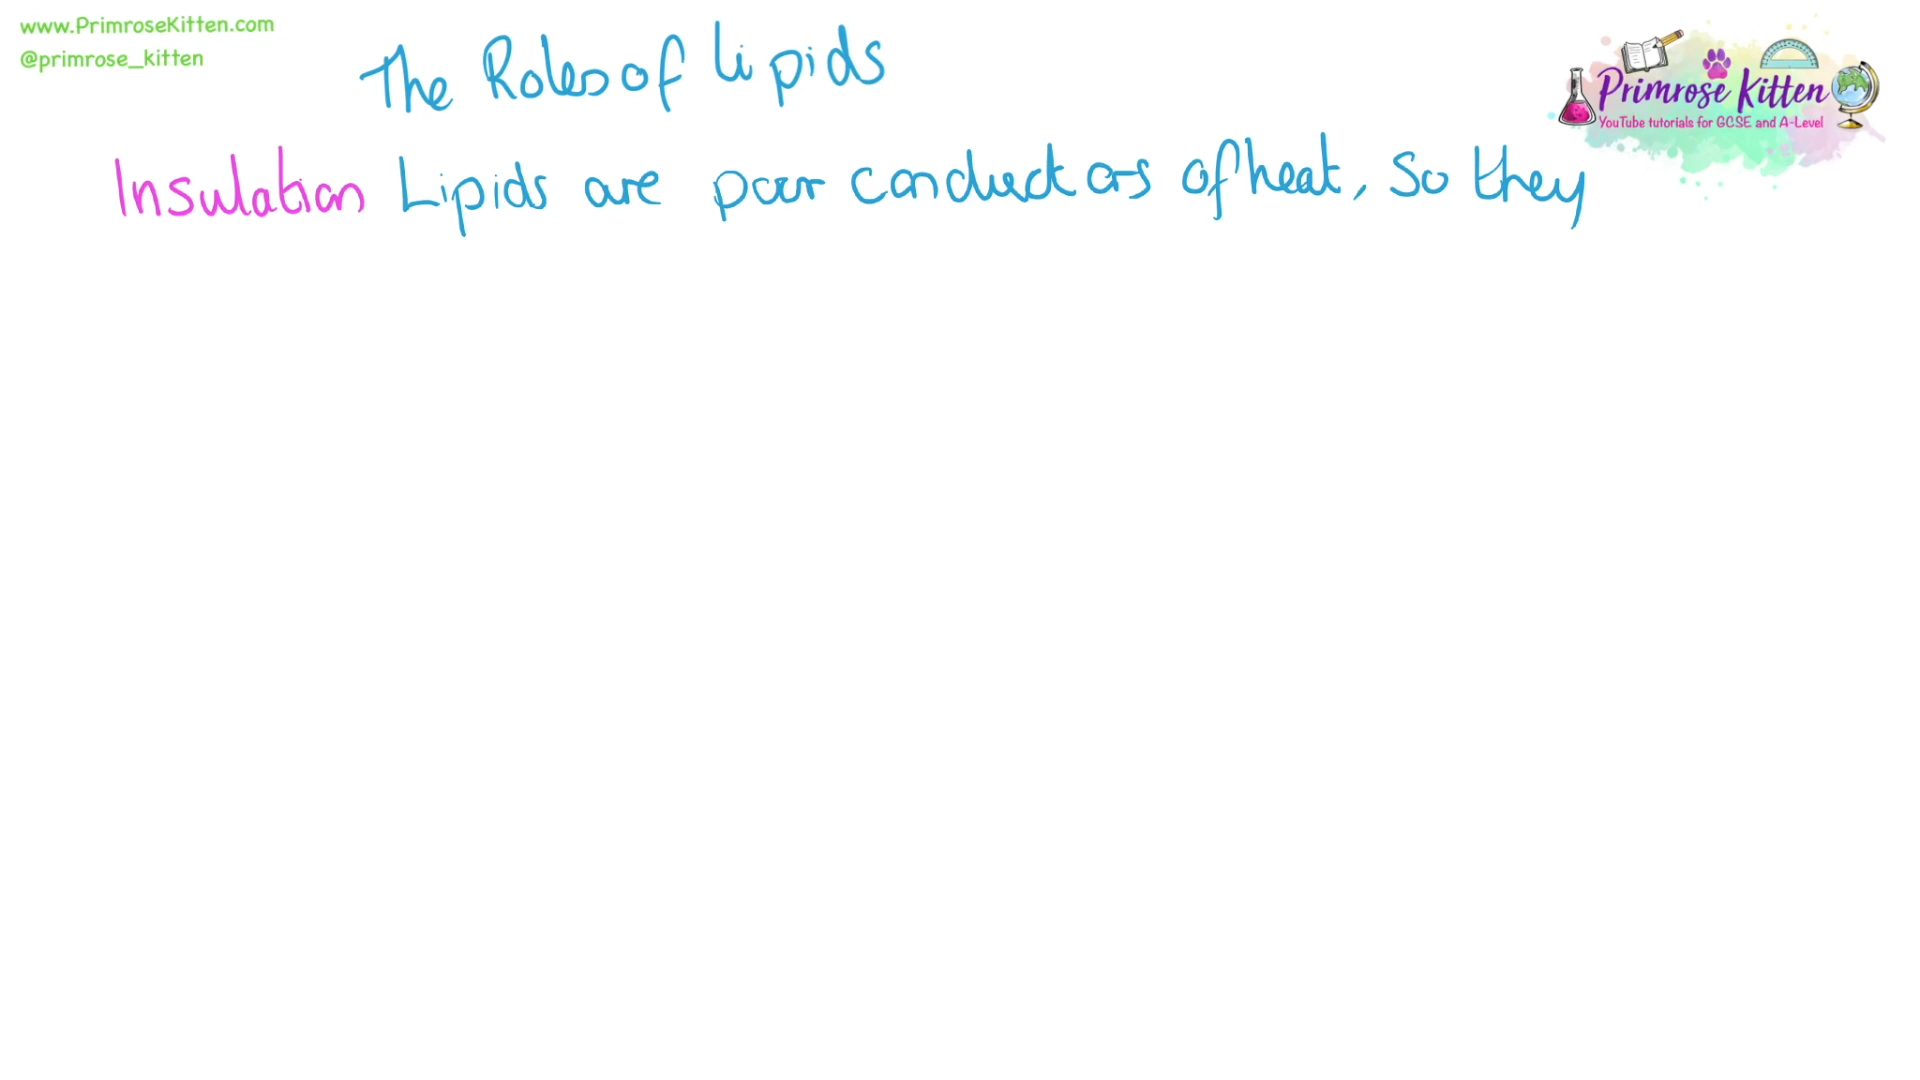 www.PrimroseKitten.com
@primrose_kitten
The Roles of Lipids
Primrose Kitten
YouTube tutorials for GCSE and A-Level
Insulation Lipids are poor conductors of heat, so they